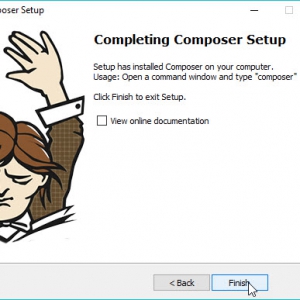 poser Setup
Completing Composer Setup
Setup has installed Composer on your computer.
Usage: Open a command window and type "composer"
Click Finish to exit Setup.
View online documentation
< Back
Finish